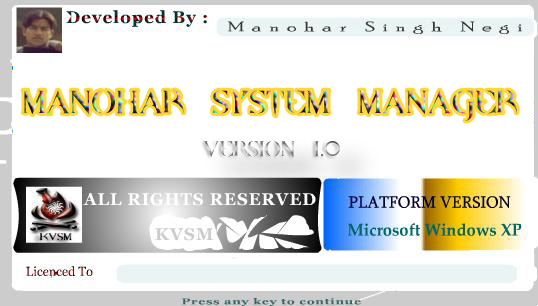 Developed By :
Manohar Singh Negi
MANOHAR SYSTEM MANAGER
VERSION 1.0
ALL RIGHTS RESERVED
KVSM
KVSM
PLATFORM VERSION
Microsoft Windows XP
Licenced To
Press any key to continue